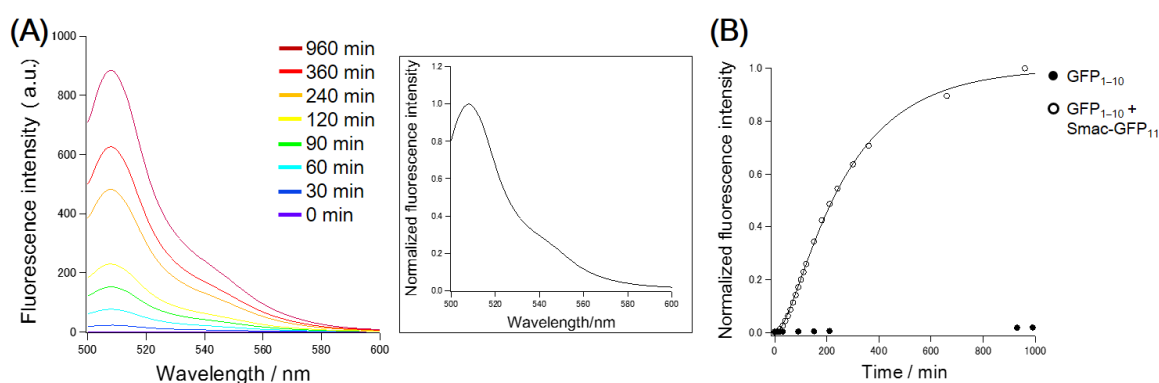 (A)
Fluorescence intensity ( a.u.)
1000
800
600
400
200
0
500
520
540
560
580
600
Wavelength / nm
960 min
360 min
240 min
120 min
90 min
60 min
30 min
0 min
Normalized fluorescence intensity
1.2
1.0
0.8
0.6
0.4
0.2
0.0
500
520
540
560
580
600
Wavelength/nm
(B)
Normalized fluorescence intensity
1.0
0.8
0.6
0.4
0.2
0.0
0
200
400
600
800
1000
Time / min
GFP1–10
GFP1–10 +
Smac-GFP11